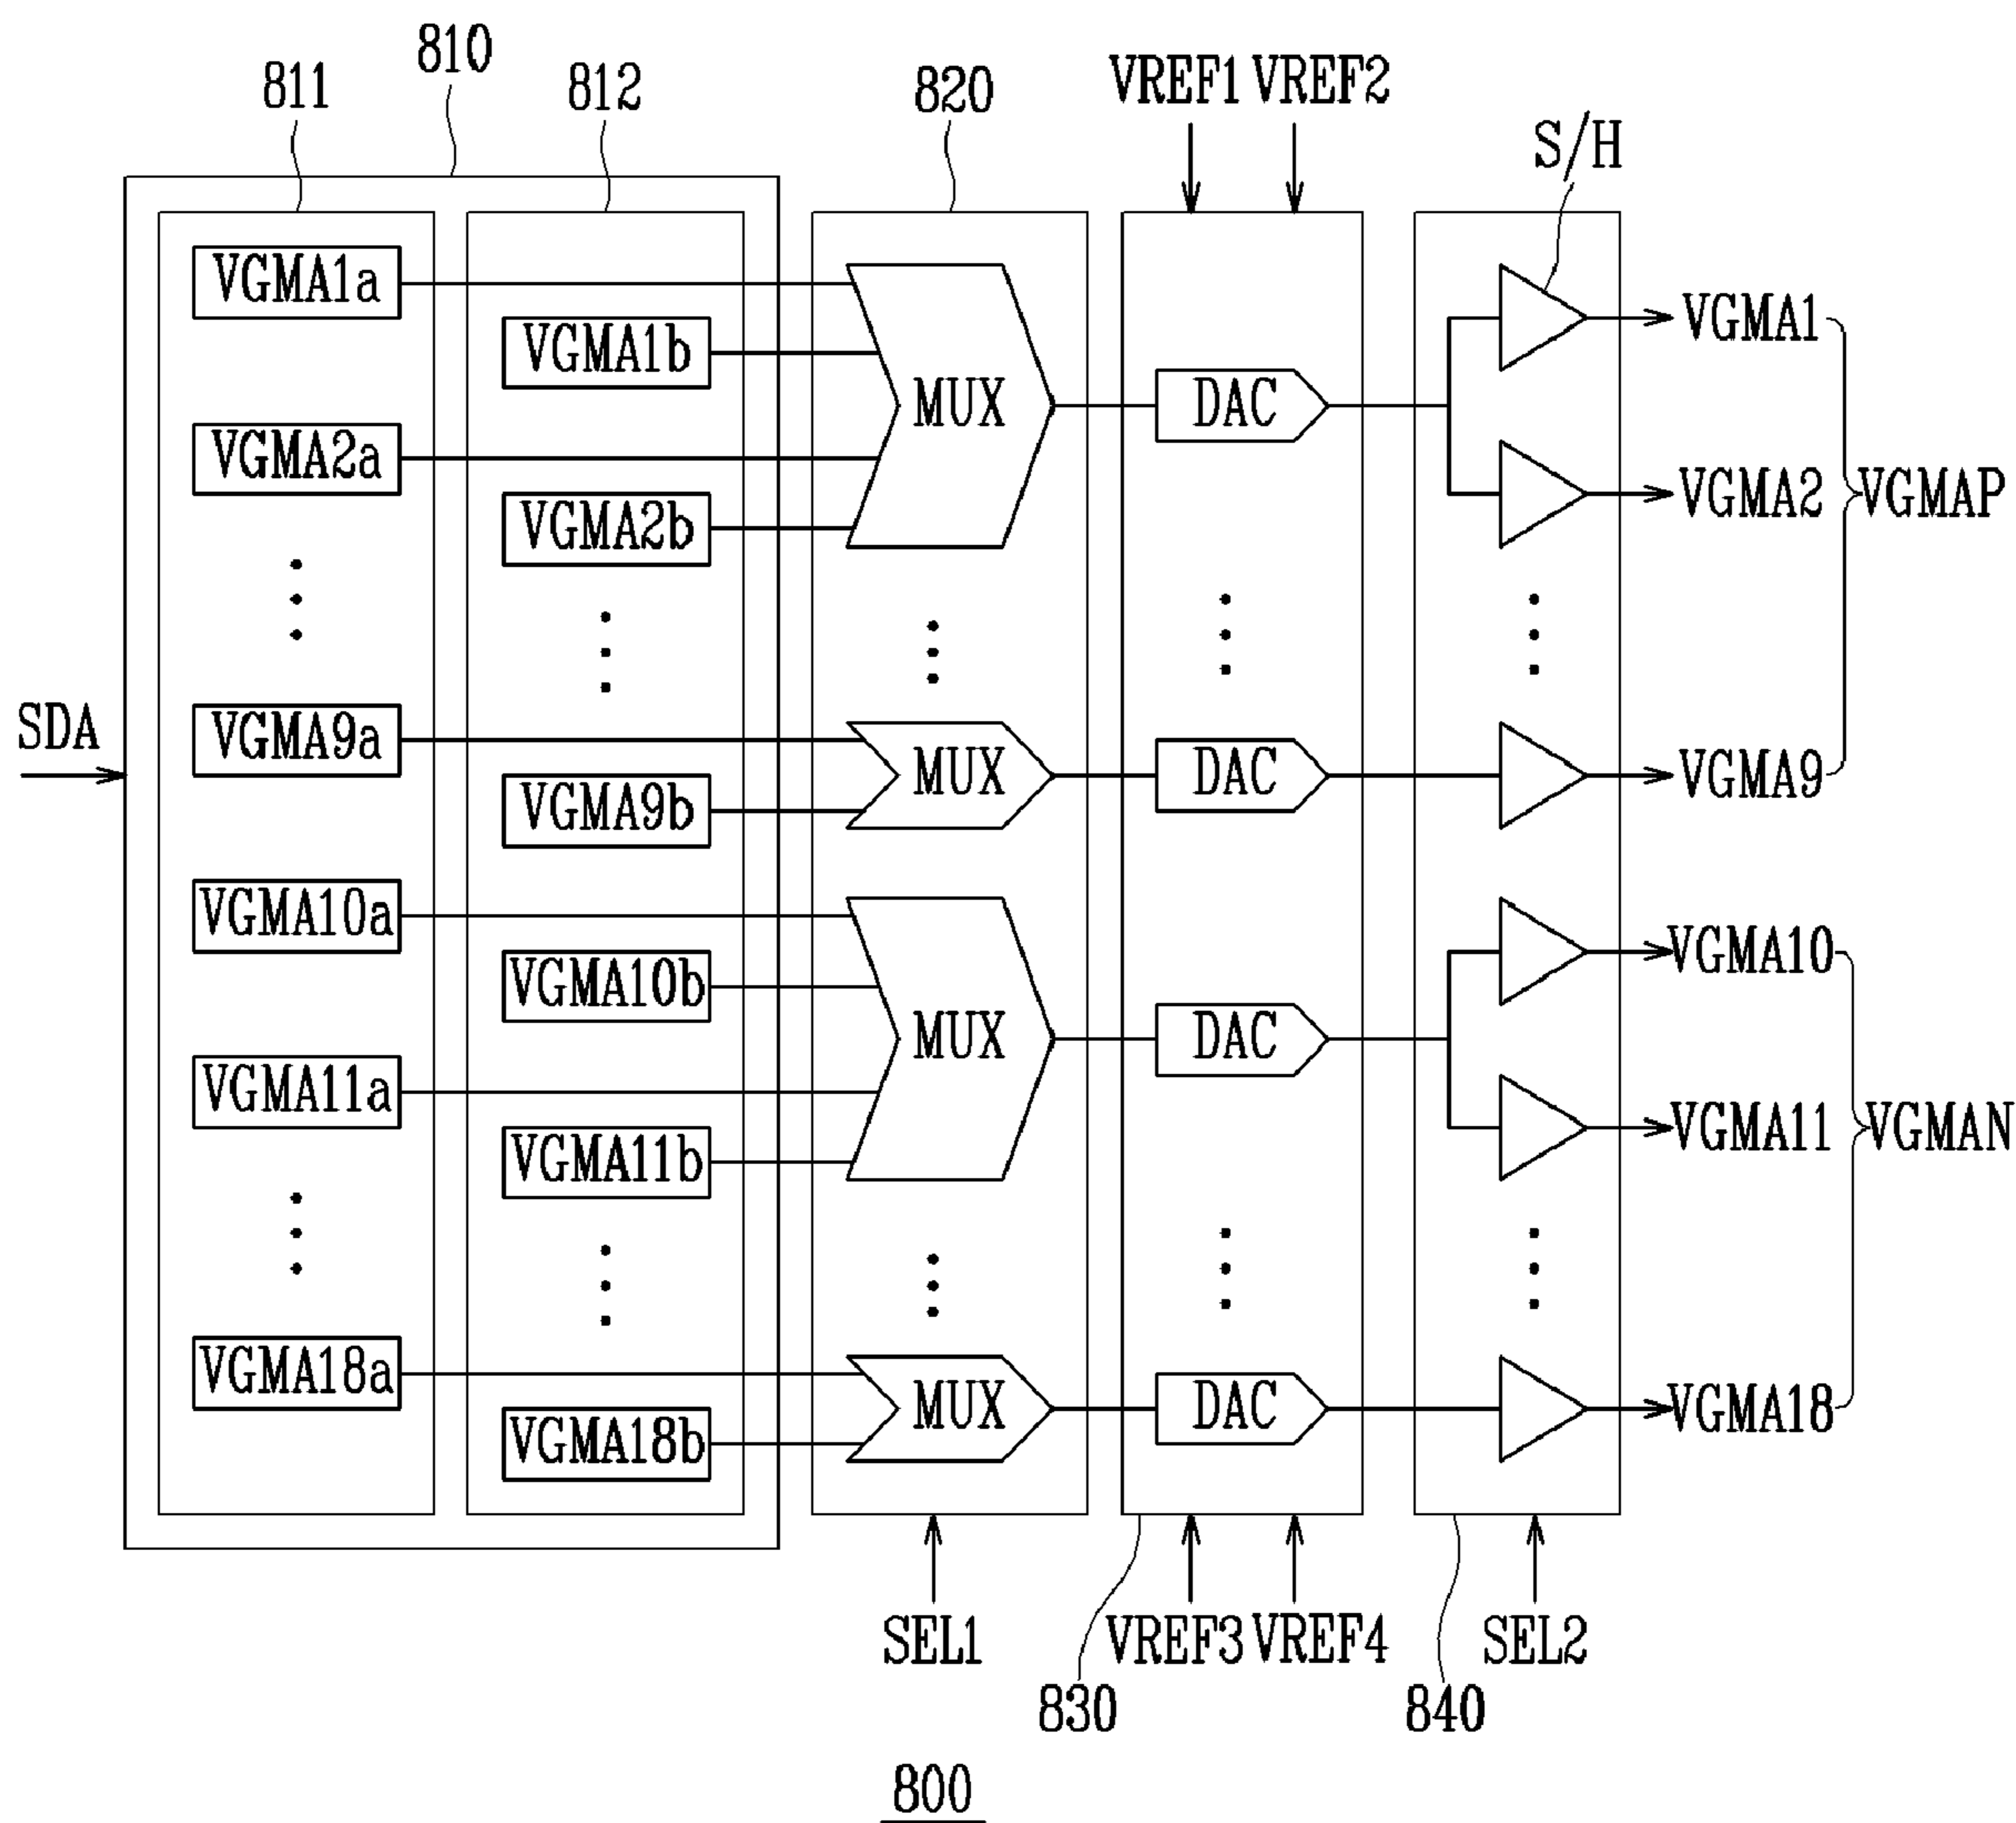 810
811
812
820
VREF1 VREF2
S/H
VGMA1a
VGMA1b
MUX
DAC
VGMA1
VGMA2a
VGMA2b
VGMA2
VGMAP
SDA
VGMA9a
VGMA9b
MUX
DAC
VGMA9
VGMA10a
VGMA10b
MUX
DAC
VGMA10
VGMA11a
VGMA11b
VGMA11
VGMAN
VGMA18a
VGMA18b
MUX
DAC
VGMA18
SEL1
VREF3 VREF4
SEL2
830
840
800